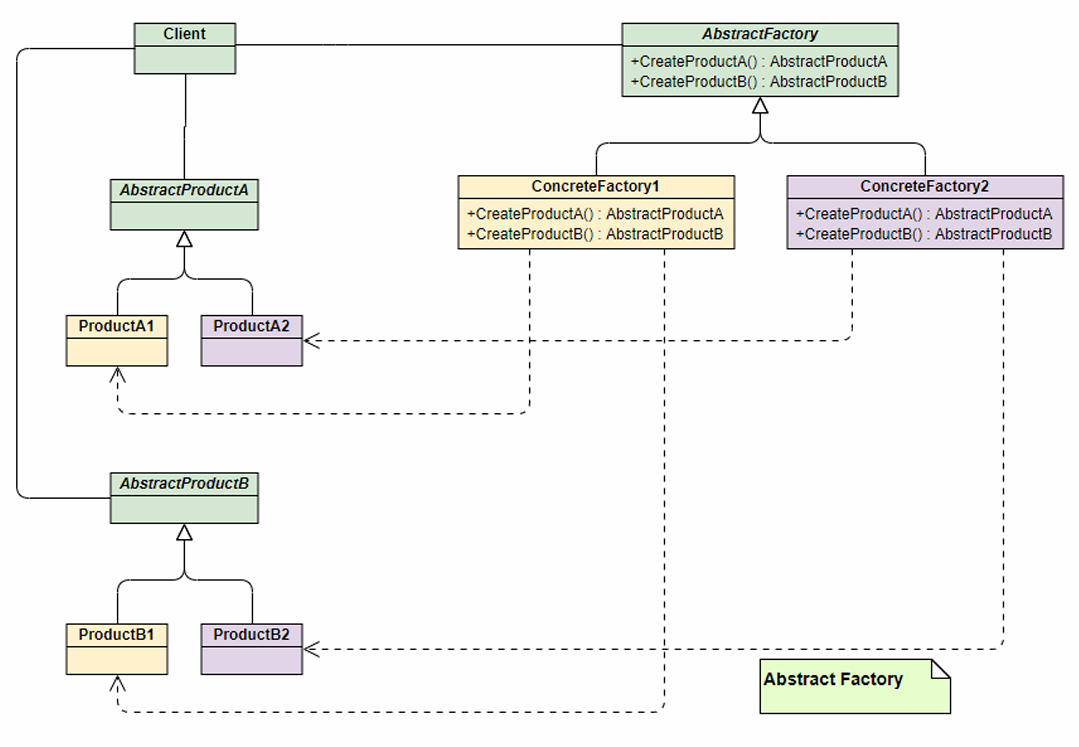 Client
AbstractFactory
+CreateProductA() : AbstractProductA
+CreateProductB() : AbstractProductB
AbstractProductA
ConcreteFactory1
+CreateProductA() : AbstractProductA
+CreateProductB() : AbstractProductB
ConcreteFactory2
+CreateProductA() : AbstractProductA
+CreateProductB() : AbstractProductB
ProductA1
ProductA2
AbstractProductB
ProductB1
ProductB2
Abstract Factory